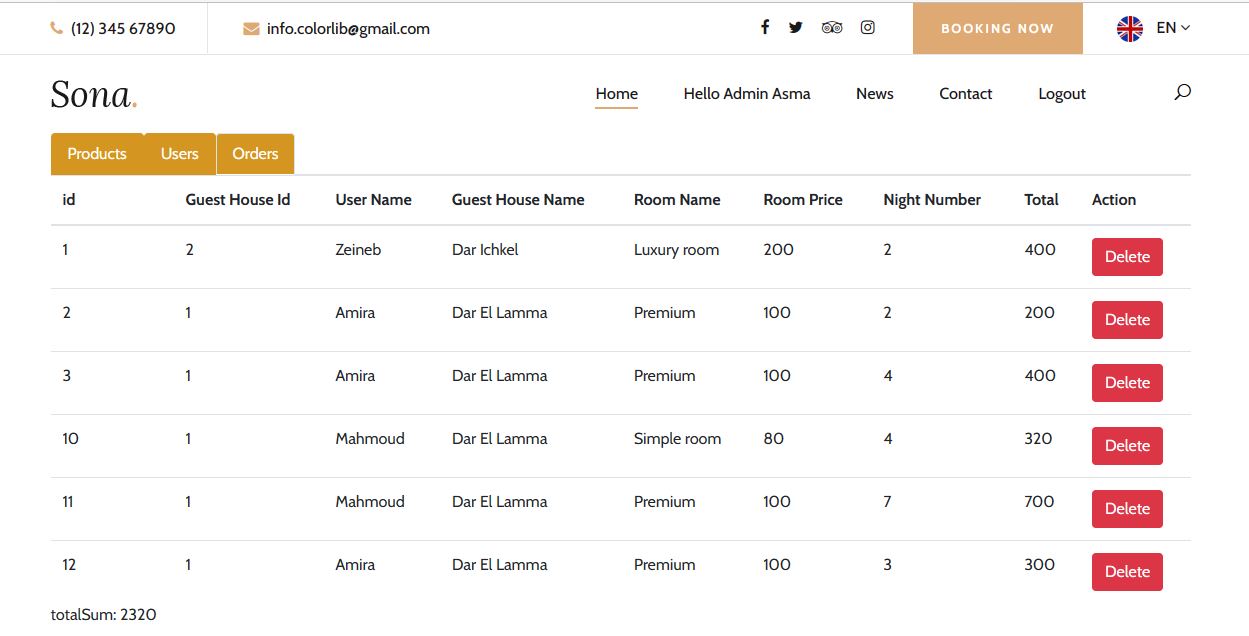 (12) 345 67890 info.colorlib@gmail.com BOOKING NOW EN
Sona. Home Hello Admin Asma News Contact Logout
Products Users Orders
id Guest House Id User Name Guest House Name Room Name Room Price Night Number Total Action
1 2 Zeineb Dar Ichkel Luxury room 200 2 400 Delete
2 1 Amira Dar El Lamma Premium 100 2 200 Delete
3 1 Amira Dar El Lamma Premium 100 4 400 Delete
10 1 Mahmoud Dar El Lamma Simple room 80 4 320 Delete
11 1 Mahmoud Dar El Lamma Premium 100 7 700 Delete
12 1 Amira Dar El Lamma Premium 100 3 300 Delete
totalSum: 2320